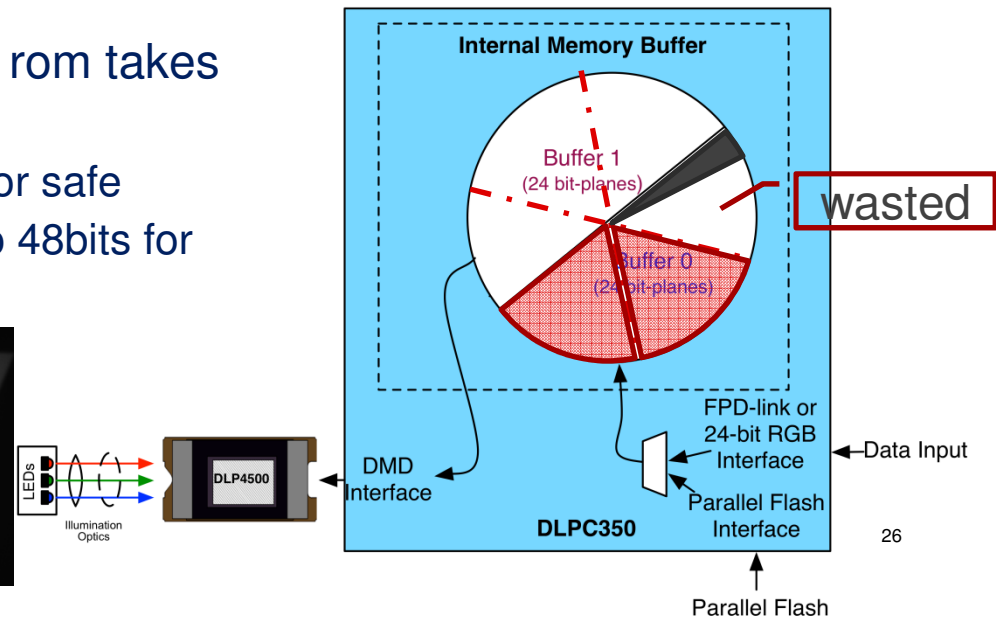 rom takes
or safe
48bits for
Internal Memory Buffer
Buffer 1
(24 bit-planes)
wasted
Buffer 0
(24 bit-planes)
FPD-link or
24-bit RGB
Interface
Data Input
DMD
Interface
Parallel Flash
Interface
DLPC350
LEDs
DLP4500
Illumination
Optics
26
Parallel Flash